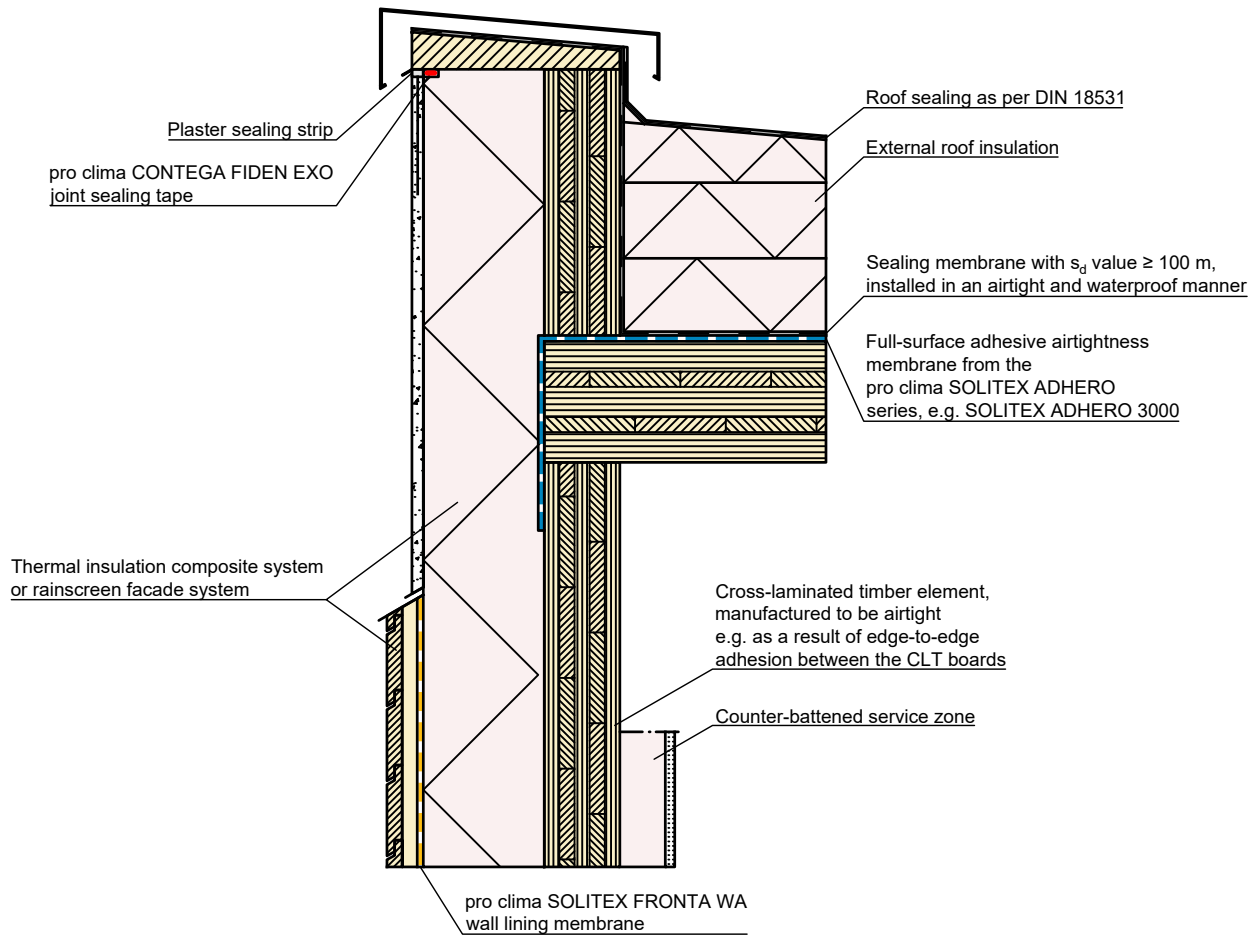 Plaster sealing strip
pro clima CONTEGA FIDEN EXO
joint sealing tape
Roof sealing as per DIN 18531
External roof insulation
Sealing membrane with sd value ≥ 100 m,
installed in an airtight and waterproof manner
Full-surface adhesive airtightness
membrane from the
pro clima SOLITEX ADHERO
series, e.g. SOLITEX ADHERO 3000
Thermal insulation composite system
or rainscreen facade system
Cross-laminated timber element,
manufactured to be airtight
e.g. as a result of edge-to-edge
adhesion between the CLT boards
Counter-battened service zone
pro clima SOLITEX FRONTA WA
wall lining membrane